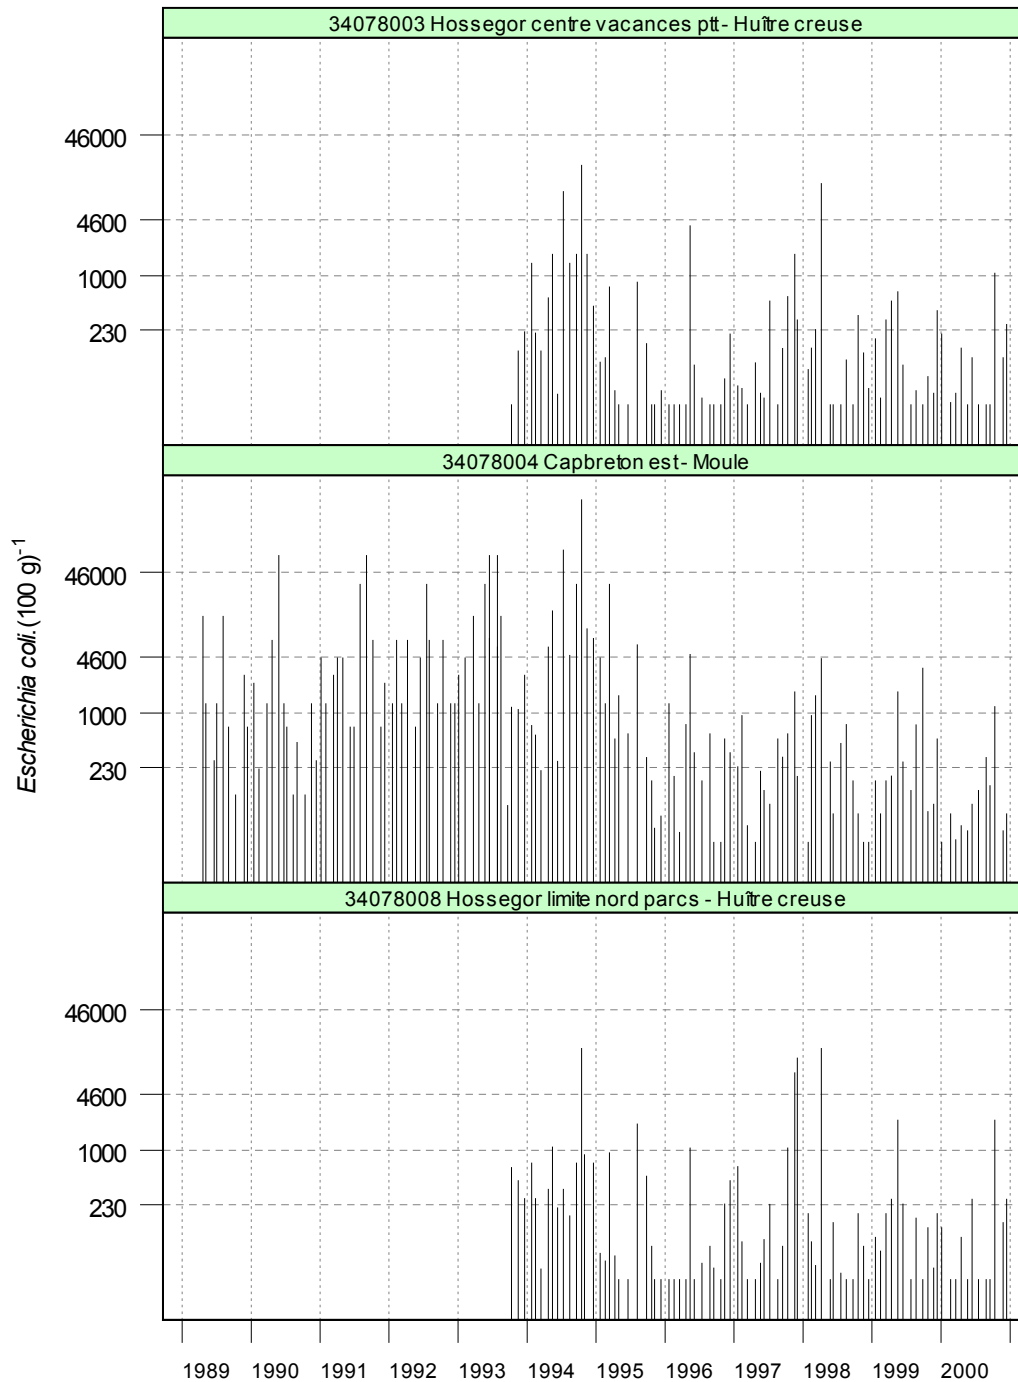 34078003 Hossegor centre vacances ptt - Huître creuse
46000
4600
1000
230
34078004 Capbreton est - Moule
46000
4600
1000
230
Escherichia coli. (100 g)-1
34078008 Hossegor limite nord parcs - Huître creuse
46000
4600
1000
230
1989 1990 1991 1992 1993 1994 1995 1996 1997 1998 1999 2000